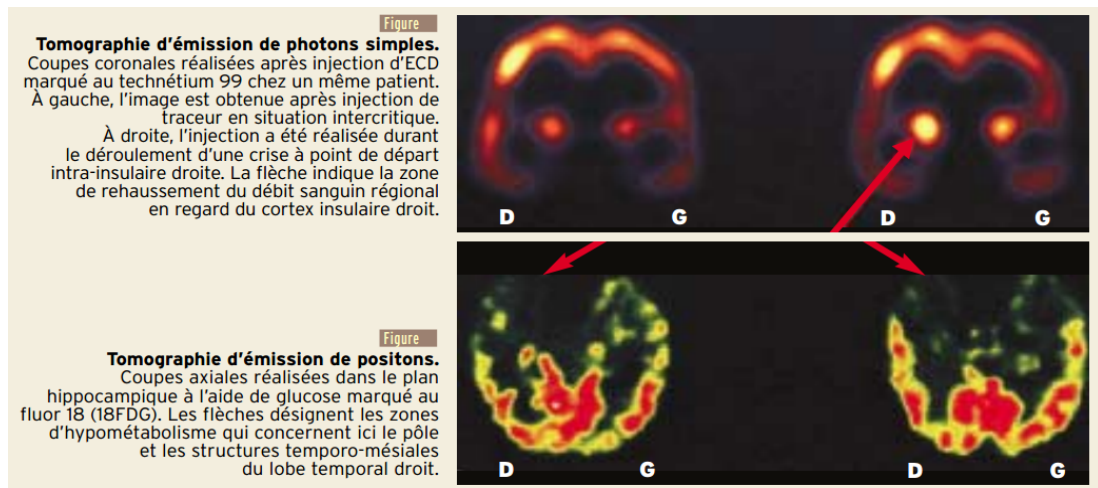 Figure
Tomographie d'émission de photons simples.
Coupes coronales réalisées après injection d'ECD
marqué au technétium 99 chez un même patient.
À gauche, l'image est obtenue après injection de
traceur en situation intercritique.
À droite, l'injection a été réalisée durant
le déroulement d'une crise à point de départ
intra-insulaire droite. La flèche indique la zone
de rehaussement du débit sanguin régional
en regard du cortex insulaire droit.
D G D G
Figure
Tomographie d'émission de positons.
Coupes axiales réalisées dans le plan
hippocampique à l'aide de glucose marqué au
fluor 18 (18FDG). Les flèches désignent les zones
d'hypométabolisme qui concernent ici le pôle
et les structures temporo-mésiales
du lobe temporal droit.
D G D G